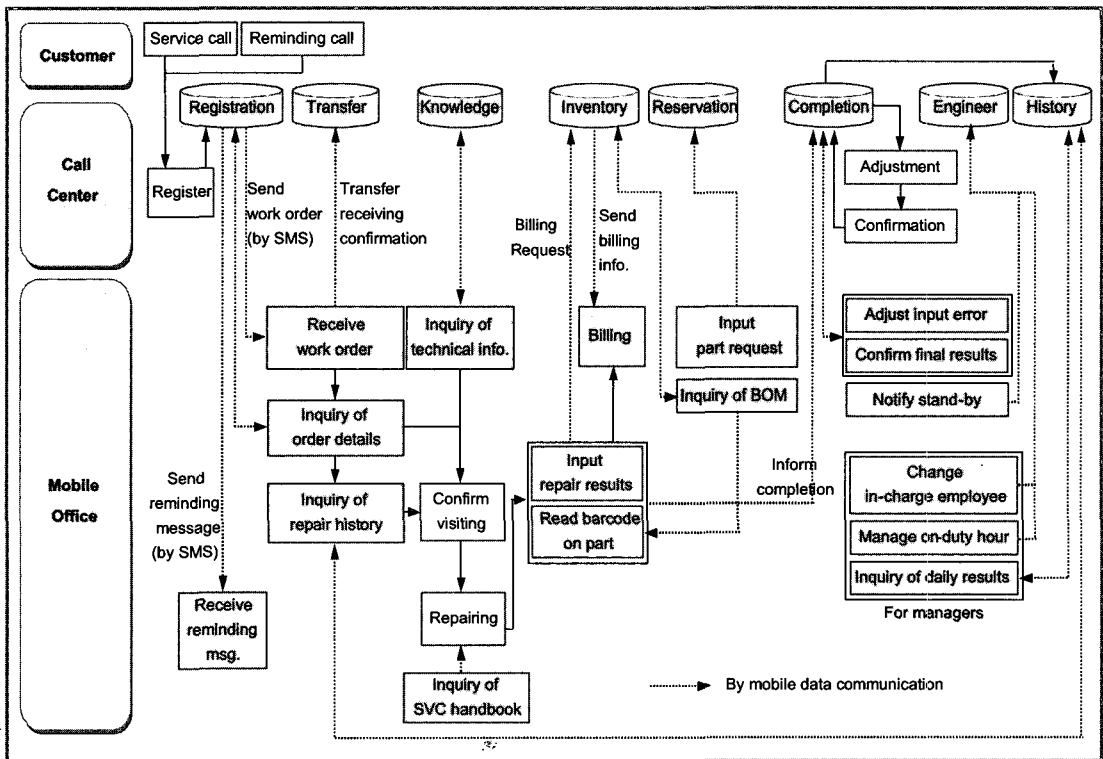 Customer
Service call
Reminding call
Registration
Transfer
Knowledge
Inventory
Reservation
Completion
Engineer
History
Call
Center
Register
Send
work order
(by SMS)
Transfer
receiving
confirmation
Billing
Request
Send
billing
info.
Adjustment
Confirmation
Mobile
Office
Receive
work order
Inquiry of
technical info.
Billing
Input
part request
Adjust input error
Confirm final results
Notify stand-by
Inquiry of
order details
Inquiry of BOM
Send
reminding
message
(by SMS)
Inquiry of
repair history
Confirm
visiting
Input
repair results
Read barcode
on part
Inform
completion
Change
in-charge employee
Manage on-duty hour
Inquiry of daily results
For managers
Receive
reminding
msg.
Repairing
Inquiry of
SVC handbook
By mobile data communication